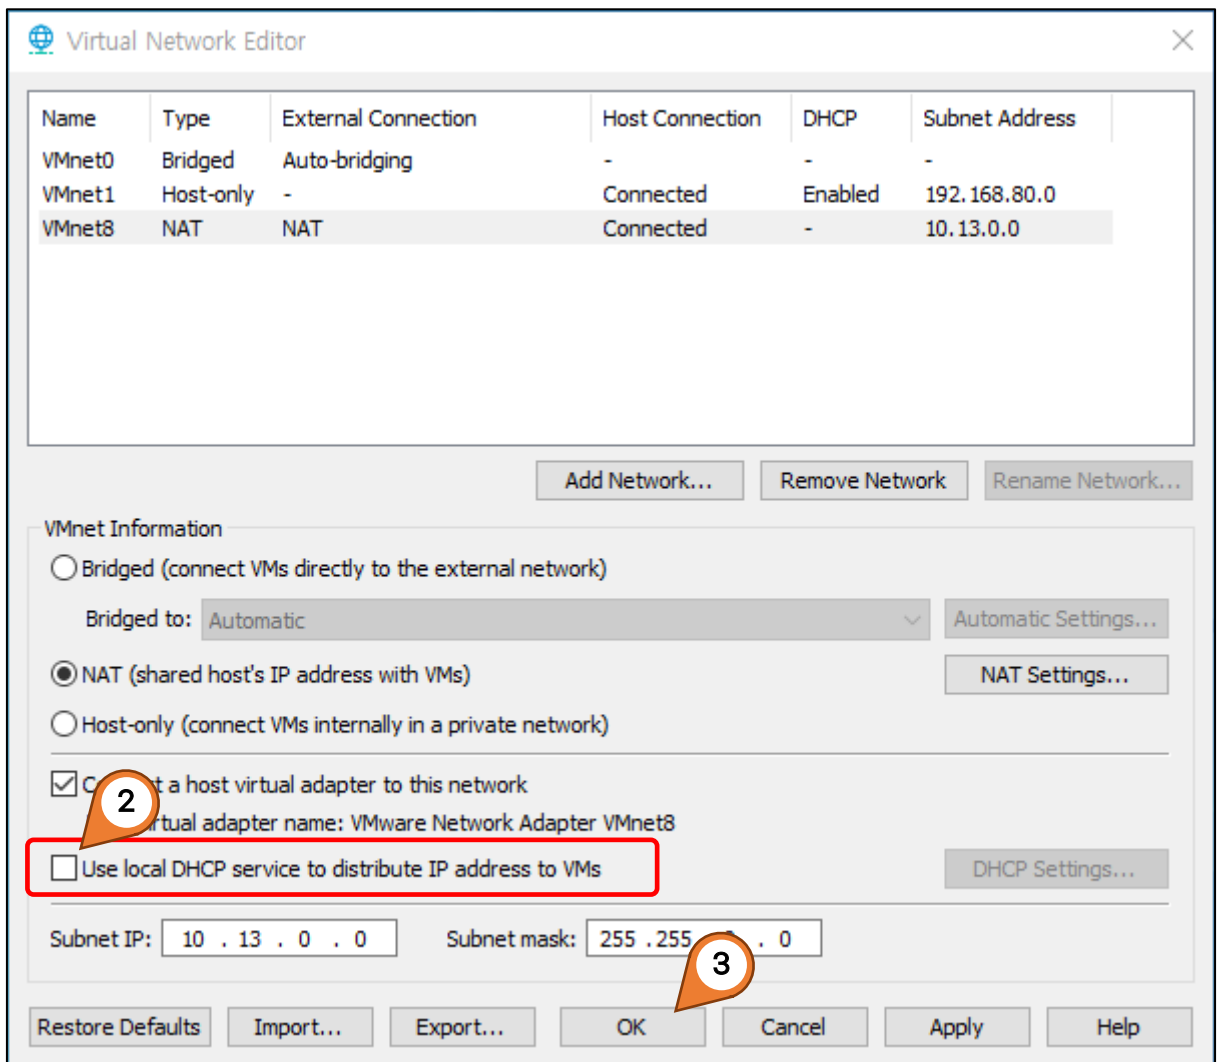 Virtual Network Editor
Name Type External Connection Host Connection DHCP Subnet Address
VMnet0 Bridged Auto-bridging - - -
VMnet1 Host-only - Connected Enabled 192.168.80.0
VMnet8 NAT NAT Connected - 10.13.0.0
Add Network... Remove Network Rename Network...
VMnet Information
Bridged (connect VMs directly to the external network)
Bridged to: Automatic Automatic Settings...
NAT (shared host's IP address with VMs) NAT Settings...
Host-only (connect VMs internally in a private network)
a host virtual adapter to this network
2
adapter name: VMware Network Adapter VMnet8
Use local DHCP service to distribute IP address to VMs DHCP Settings...
Subnet IP: 10 . 13 . 0 . 0 Subnet mask: 255 .255 . . 0
3
Restore Defaults Import... Export... OK Cancel Apply Help